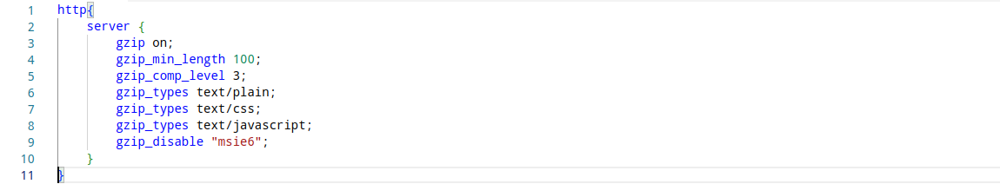 1 http{
2 server {
3 gzip on;
4 gzip_min_length 100;
5 gzip_comp_level 3;
6 gzip_types text/plain;
7 gzip_types text/css;
8 gzip_types text/javascript;
9 gzip_disable "msie6";
10 }
11 }